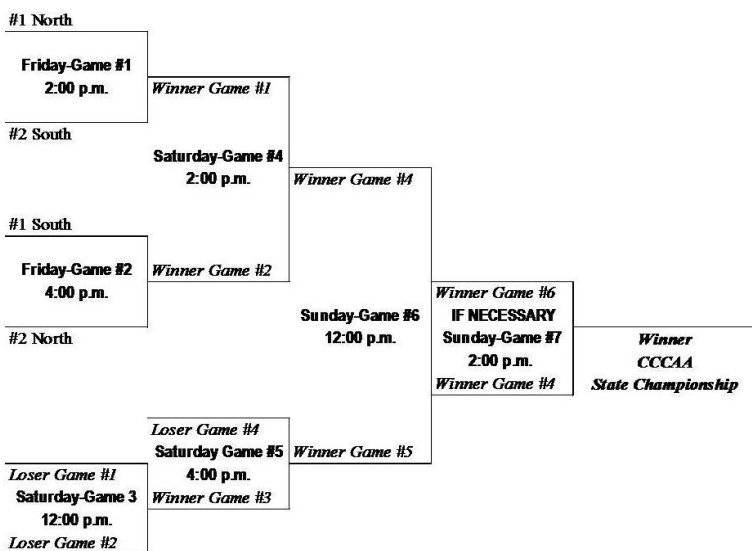 #1 North
Friday-Game #1
2:00 p.m.
Winner Game #1
#2 South
Saturday-Game #4
2:00 p.m.
Winner Game #4
#1 South
Friday-Game #2
4:00 p.m.
Winner Game #2
#2 North
Sunday-Game #6
12:00 p.m.
Winner Game #6
IF NECESSARY
Sunday-Game #7
2:00 p.m.
Winner Game #4
Winner
CCCAA
State Championship
Loser Game #4
Saturday Game #5
4:00 p.m.
Winner Game #5
Winner Game #3
Loser Game #1
Saturday-Game 3
12:00 p.m.
Loser Game #2